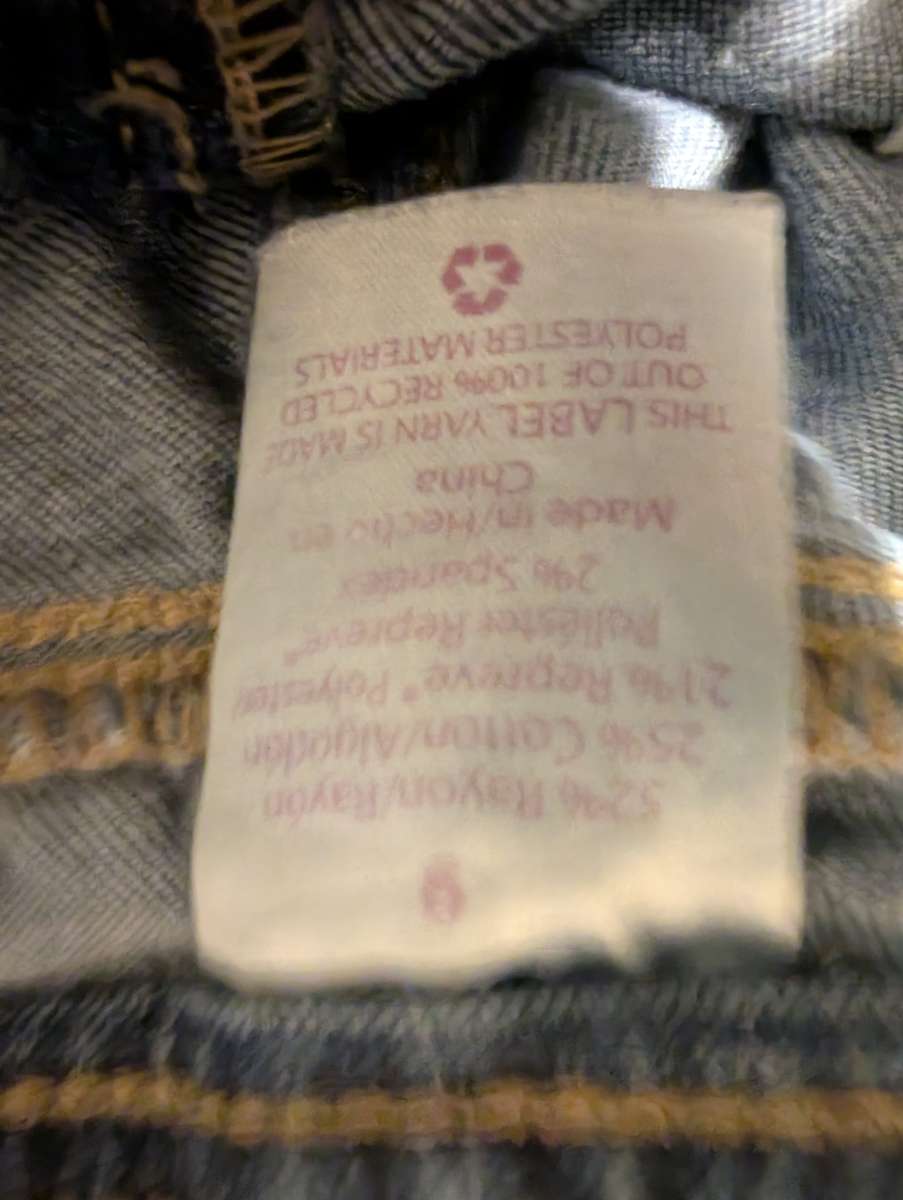 52% Rayon/Rayón
25% Cotton/Algodón
21% Repreve® Polyester/
Poliéster Repreve®
2% Spandex
Made in/Hecho en
China
THIS LABEL YARN IS MADE
OUT OF 100% RECYCLED
POLYESTER MATERIALS